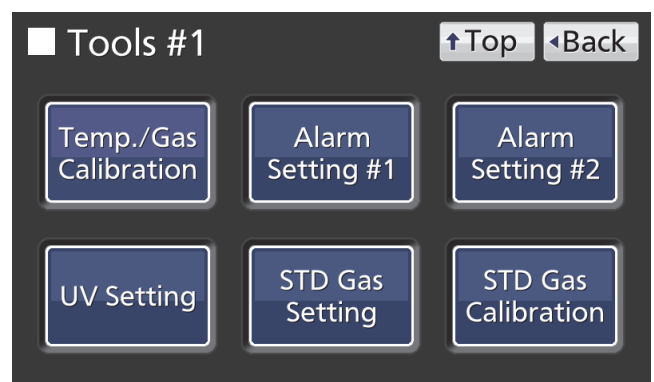 Tools #1
Top
Back
Temp./Gas
Calibration
Alarm
Setting #1
Alarm
Setting #2
UV Setting
STD Gas
Setting
STD Gas
Calibration